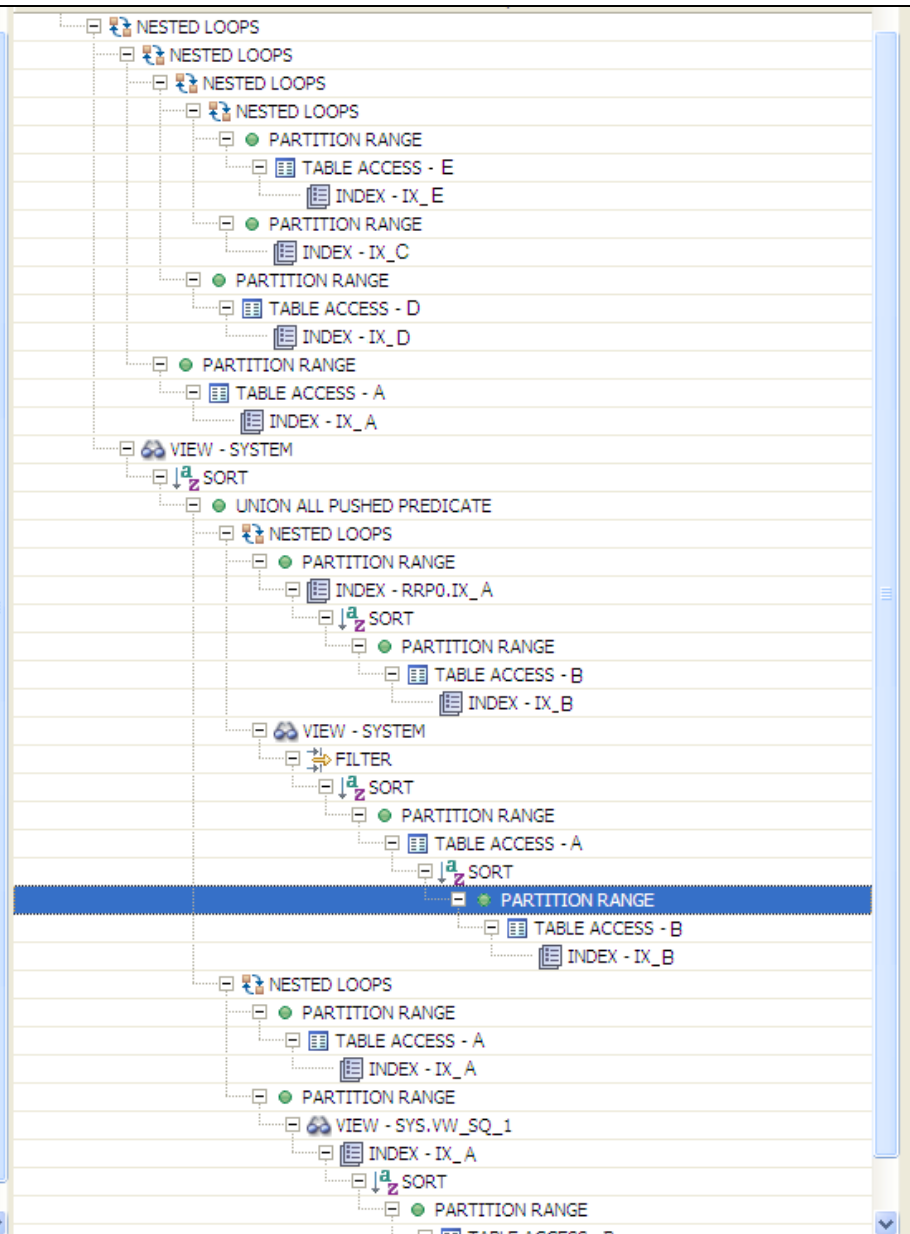 NESTED LOOPS
NESTED LOOPS
NESTED LOOPS
NESTED LOOPS
PARTITION RANGE
TABLE ACCESS - E
INDEX - IX_E
PARTITION RANGE
INDEX - IX_C
PARTITION RANGE
TABLE ACCESS - D
INDEX - IX_D
PARTITION RANGE
TABLE ACCESS - A
INDEX - IX_A
VIEW - SYSTEM
SORT
UNION ALL PUSHED PREDICATE
NESTED LOOPS
PARTITION RANGE
INDEX - RRP0.IX_A
SORT
PARTITION RANGE
TABLE ACCESS - B
INDEX - IX_B
VIEW - SYSTEM
FILTER
SORT
PARTITION RANGE
TABLE ACCESS - A
SORT
PARTITION RANGE
TABLE ACCESS - B
INDEX - IX_B
NESTED LOOPS
PARTITION RANGE
TABLE ACCESS - A
INDEX - IX_A
PARTITION RANGE
VIEW - SYS.VW_SQ_1
INDEX - IX_A
SORT
PARTITION RANGE
TABLE ACCESS